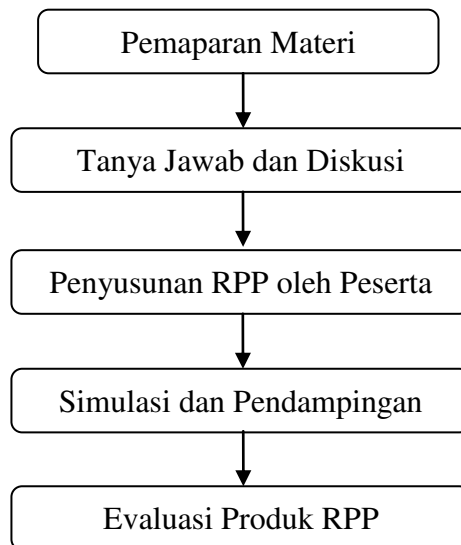 Pemaparan Materi
Tanya Jawab dan Diskusi
Penyusunan RPP oleh Peserta
Simulasi dan Pendampingan
Evaluasi Produk RPP